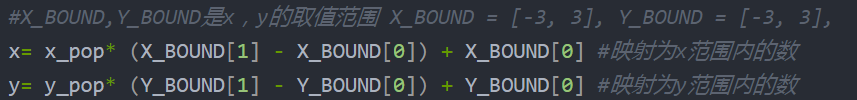 #X_BOUND,Y_BOUND是x，y的取值范围 X_BOUND = [-3, 3], Y_BOUND = [-3, 3],
x= x_pop* (X_BOUND[1] - X_BOUND[0]) + X_BOUND[0] #映射为x范围内的数
y= y_pop* (Y_BOUND[1] - Y_BOUND[0]) + Y_BOUND[0] #映射为y范围内的数